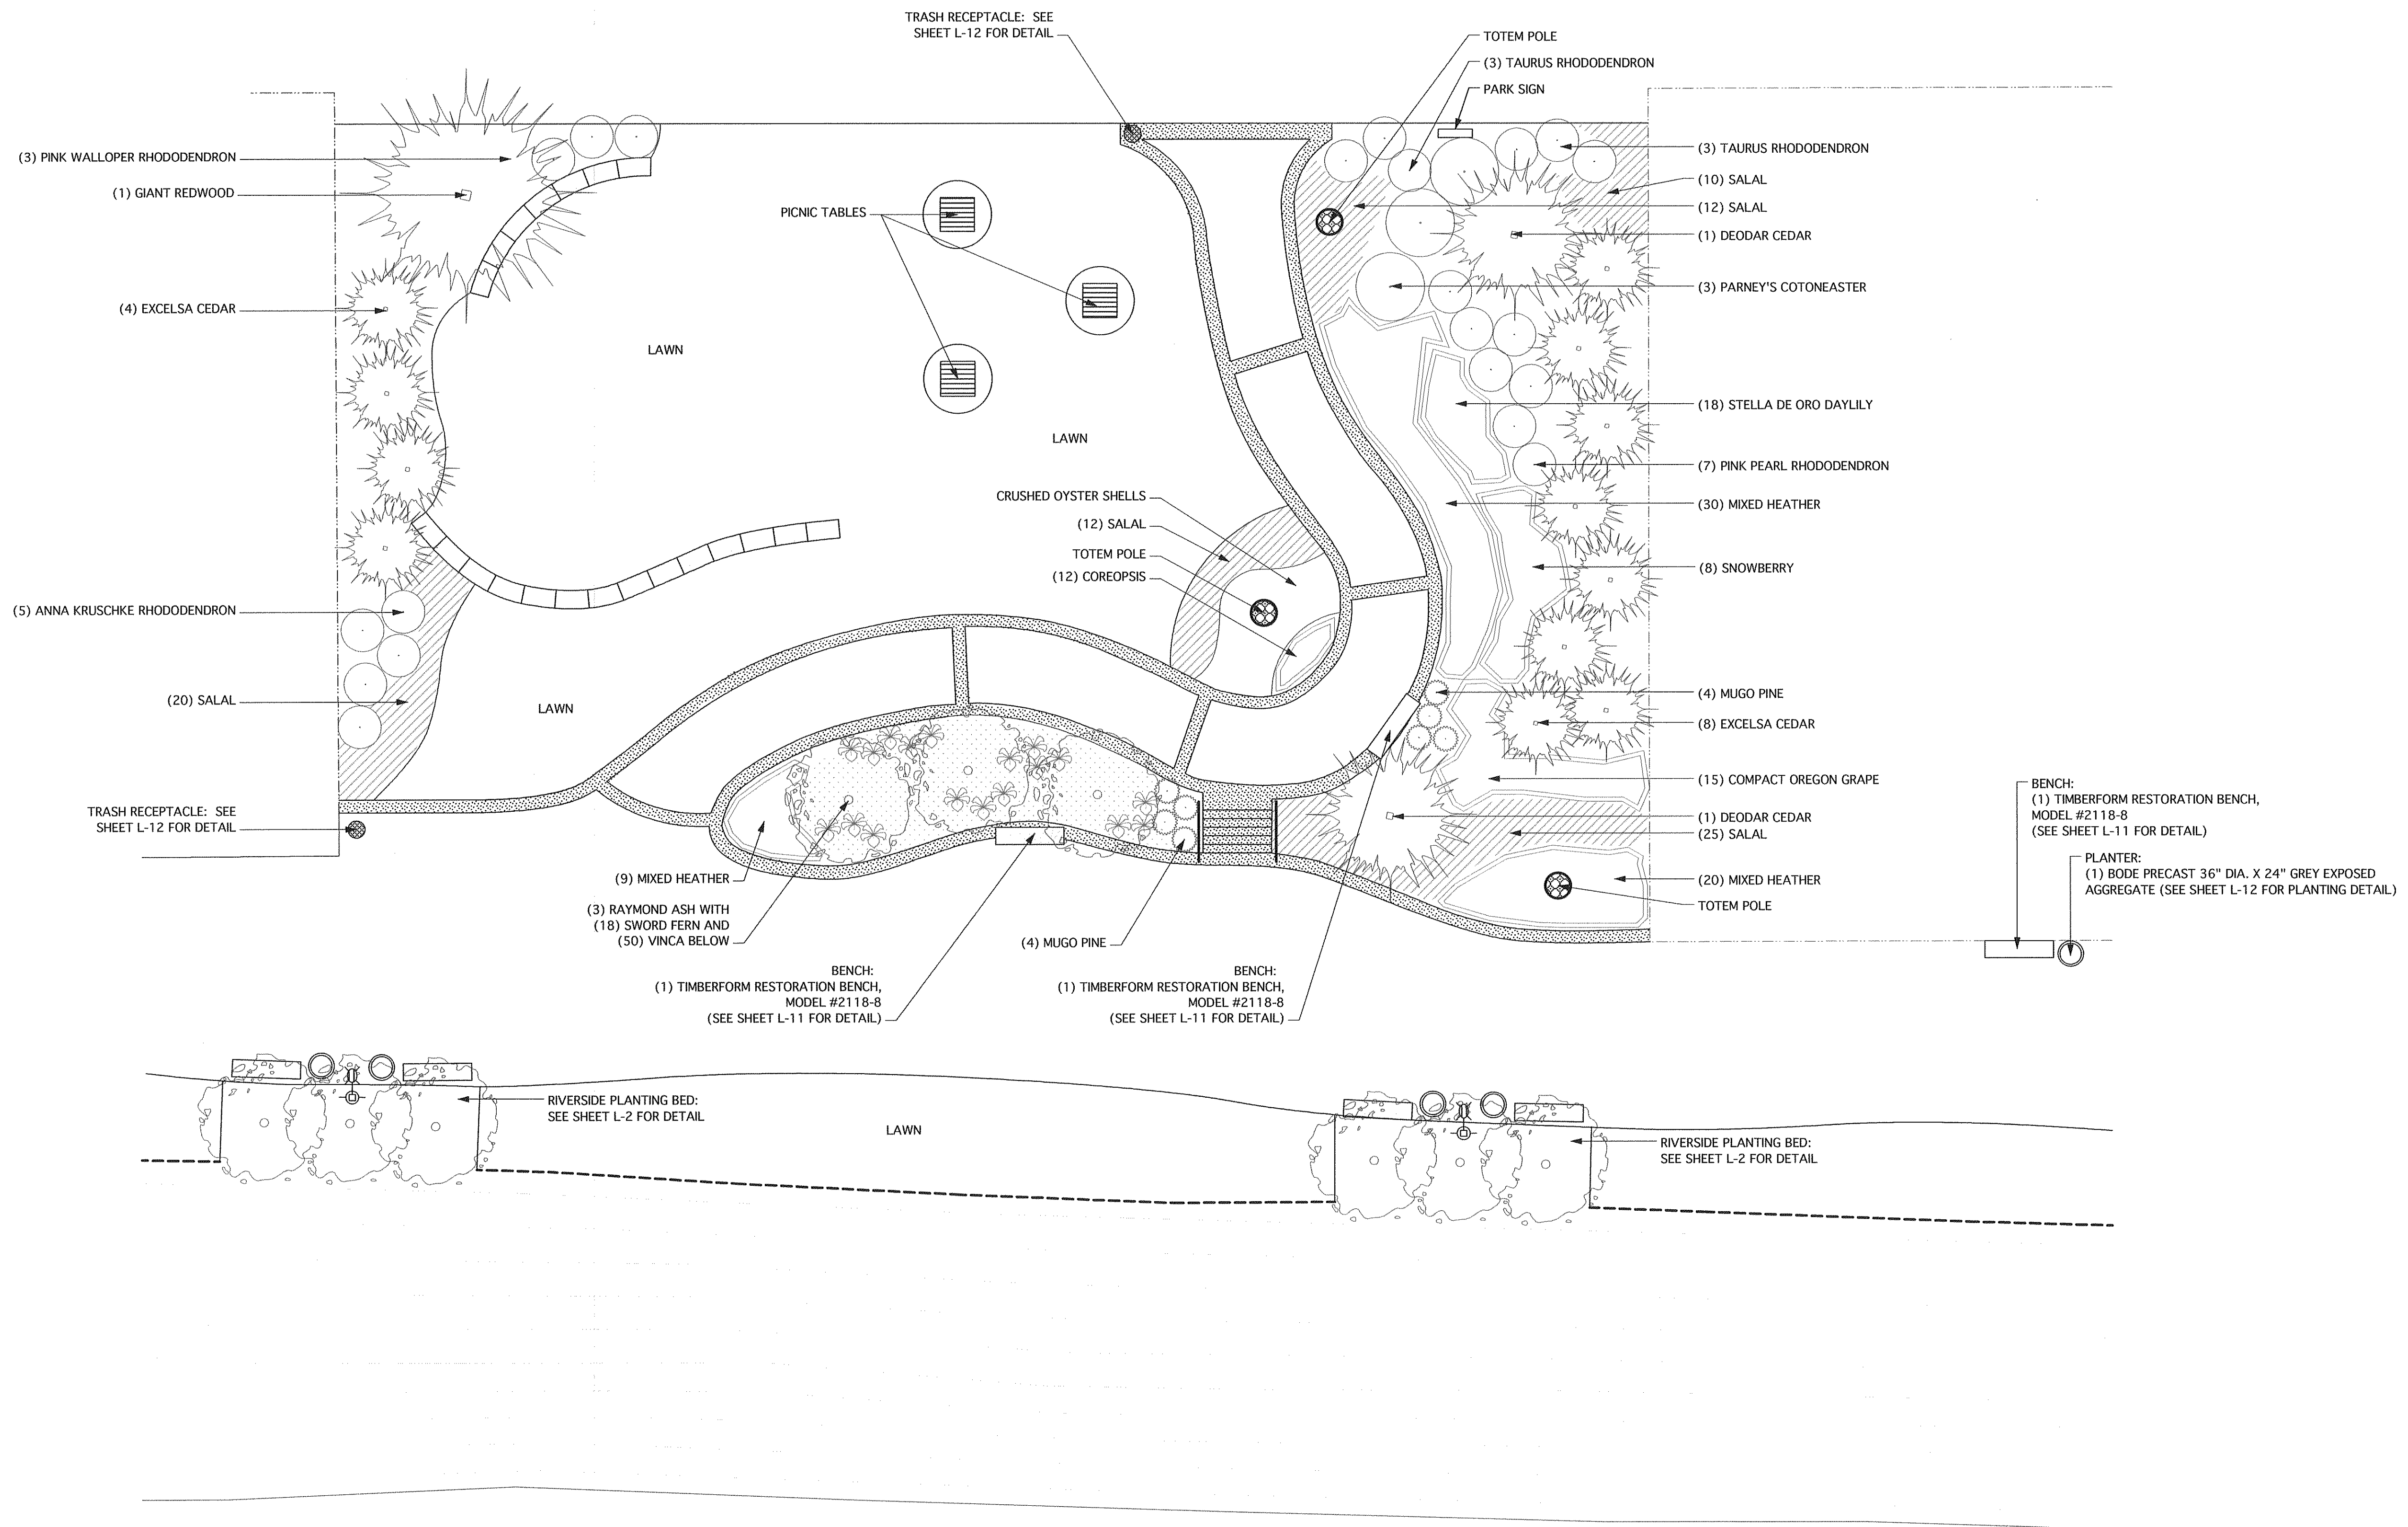 TRASH RECEPTACLE: SEE
SHEET L-12 FOR DETAIL
TOTEM POLE
(3) TAURUS RHODODENDRON
PARK SIGN
(3) PINK WALLOPER RHODODENDRON
(1) GIANT REDWOOD
(4) EXCELSA CEDAR
(5) ANNA KRUSCHKE RHODODENDRON
(20) SALAL
TRASH RECEPTACLE: SEE
SHEET L-12 FOR DETAIL
PICNIC TABLES
LAWN
LAWN
CRUSHED OYSTER SHELLS
(12) SALAL
TOTEM POLE
(12) COREOPSIS
LAWN
(3) TAURUS RHODODENDRON
(10) SALAL
(12) SALAL
(1) DEODAR CEDAR
(3) PARNEY'S COTONEASTER
(18) STELLA DE ORO DAYLILY
(7) PINK PEARL RHODODENDRON
(30) MIXED HEATHER
(8) SNOWBERRY
(4) MUGO PINE
(8) EXCELSA CEDAR
(15) COMPACT OREGON GRAPE
(1) DEODAR CEDAR
(25) SALAL
(20) MIXED HEATHER
TOTEM POLE
BENCH:
(1) TIMBERFORM RESTORATION BENCH,
MODEL #2118-8
(SEE SHEET L-11 FOR DETAIL)
PLANTER:
(1) BODE PRECAST 36" DIA. X 24" GREY EXPOSED
AGGREGATE (SEE SHEET L-12 FOR PLANTING DETAIL)
(9) MIXED HEATHER
(3) RAYMOND ASH WITH
(18) SWORD FERN AND
(50) VINCA BELOW
(4) MUGO PINE
BENCH:
(1) TIMBERFORM RESTORATION BENCH,
MODEL #2118-8
(SEE SHEET L-11 FOR DETAIL)
BENCH:
(1) TIMBERFORM RESTORATION BENCH,
MODEL #2118-8
(SEE SHEET L-11 FOR DETAIL)
RIVERSIDE PLANTING BED:
SEE SHEET L-2 FOR DETAIL
LAWN
RIVERSIDE PLANTING BED:
SEE SHEET L-2 FOR DETAIL